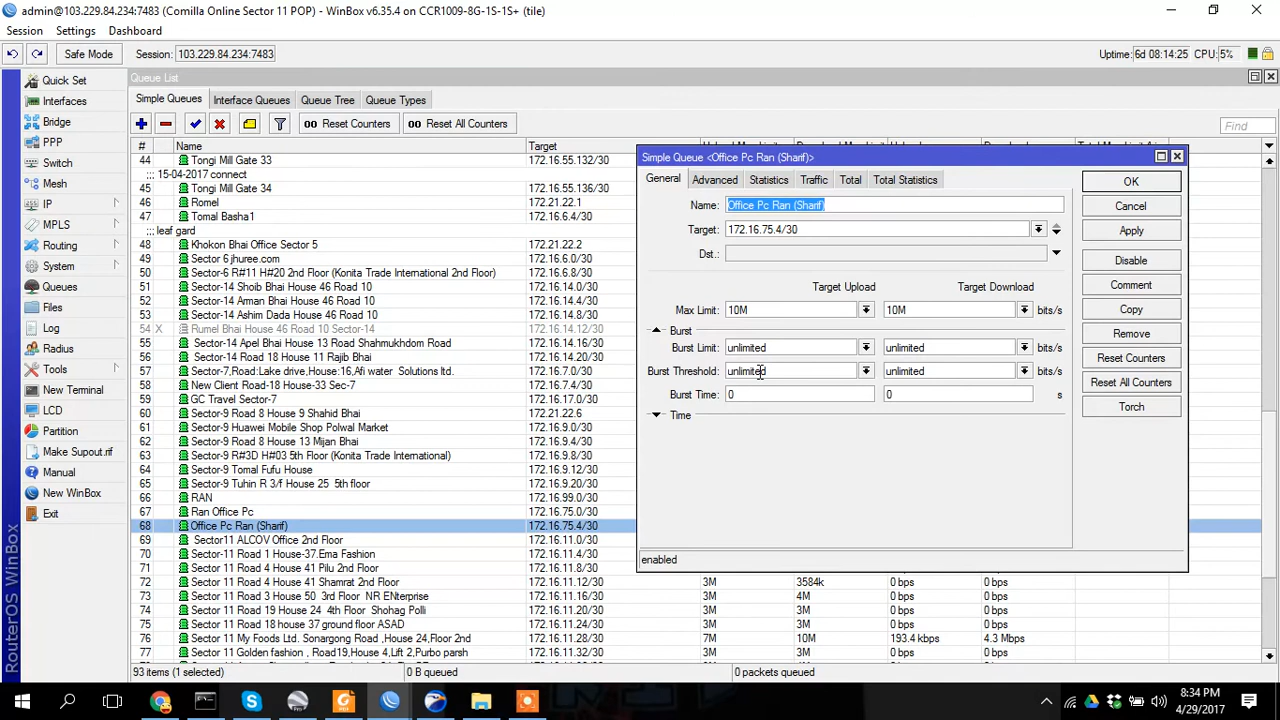 admin@103.229.84.234:7483 (Comilla Online Sector 11 POP) - WinBox v6.35.4 on CCR1009-8G-1S-1S+ (tile)
Session Settings Dashboard
Safe Mode Session: 103.229.84.234:7483 Uptime: 6d 08:14:25 CPU: 5%
Quick Set
Interfaces
Bridge
PPP
Switch
Mesh
IP
MPLS
Routing
System
Queues
Files
Log
Radius
Tools
New Terminal
LCD
Partition
Make Supout.rif
Manual
New WinBox
Exit
RouterOS WinBox
Queue List
Simple Queues Interface Queues Queue Tree Queue Types
00 Reset Counters 00 Reset All Counters Find
# Name Target
44 Tongi Mill Gate 33 172.16.55.132/30
::: 15-04-2017 connect
45 Tongi Mill Gate 34 172.16.55.136/30
46 Romel 172.21.22.1
47 Tomal Basha1 172.16.6.4/30
::: leaf gard
48 Khokon Bhai Office Sector 5 172.21.22.2
49 Sector 6 jhuree.com 172.16.6.0/30
50 Sector-6 R#11 H#20 2nd Floor (Konita Trade International 2nd Floor) 172.16.6.8/30
51 Sector-14 Shoib Bhai House 46 Road 10 172.16.14.0/30
52 Sector-14 Arman Bhai House 46 Road 10 172.16.14.4/30
53 Sector-14 Ashim Dada House 46 Road 10 172.16.14.8/30
54 X Rumel Bhai House 46 Road 10 Sector-14 172.16.14.12/30
55 Sector-14 Apel Bhai House 13 Road Shahmukhdom Road 172.16.14.16/30
56 Sector-14 Road 18 House 11 Rajib Bhai 172.16.14.20/30
57 Sector-7,Road:Lake drive,House:16,Afi water Solutions ltd. 172.16.7.0/30
58 New Client Road-18 House-33 Sec-7 172.16.7.4/30
59 GC Travel Sector-7 172.16.7.8/30
60 Sector-9 Road 8 House 9 Shahid Bhai 172.21.22.6
61 Sector-9 Huawei Mobile Shop Polwal Market 172.16.9.0/30
62 Sector-9 Road 8 House 13 Mijan Bhai 172.16.9.4/30
63 Sector-9 R#3D H#03 5th Floor (Konita Trade International) 172.16.9.8/30
64 Sector-9 Tomal Fufu House 172.16.9.12/30
65 Sector-9 Tuhin R 3/f House 25 5th floor 172.16.9.16/30
66 RAN 172.16.99.0/30
67 Ran Office Pc 172.16.75.0/30
68 Office Pc Ran (Sharif) 172.16.75.4/30
69 Sector11 ALCOV Office 2nd Floor 172.16.11.0/30
70 Sector-11 Road 1 House-37.Ema Fashion 172.16.11.4/30
71 Sector 11 Road 4 House 41 Pilu 2nd Floor 172.16.11.8/30
72 Sector 11 Road 4 House 41 Shamrat 2nd Floor 172.16.11.12/30 3M 3584k 0 bps 0 bps
73 Sector 11 Road 3 House 50 3rd Floor NR ENterprise 172.16.11.16/30 3M 4M 0 bps 0 bps
74 Sector 11 Road 19 House 24 4th Floor Shohag Polli 172.16.11.20/30 3M 3M 0 bps 0 bps
75 Sector 11 Road 18 house 37 ground floor ASAD 172.16.11.24/30 3M 3M 0 bps 0 bps
76 Sector 11 My Foods Ltd. Sonargong Road ,House 24,Floor 2nd 172.16.11.28/30 7M 10M 193.4 kbps 4.3 Mbps
77 Sector 11 Golden fashion , Road19,House 4,Lift 2,Purbo parsh 172.16.11.32/30 3M 3M 0 bps 0 bps
93 items (1 selected) 0 B queued 0 packets queued
Simple Queue <Office Pc Ran (Sharif)>
General Advanced Statistics Traffic Total Total Statistics
Name: Office Pc Ran (Sharif)
Target: 172.16.75.4/30
Dst.:
Target Upload Target Download
Max Limit: 10M 10M bits/s
Burst
Burst Limit: unlimited unlimited bits/s
Burst Threshold: unlimited unlimited bits/s
Burst Time: 0 0 s
Time
OK
Cancel
Apply
Disable
Comment
Copy
Remove
Reset Counters
Reset All Counters
Torch
enabled
8:34 PM
4/29/2017